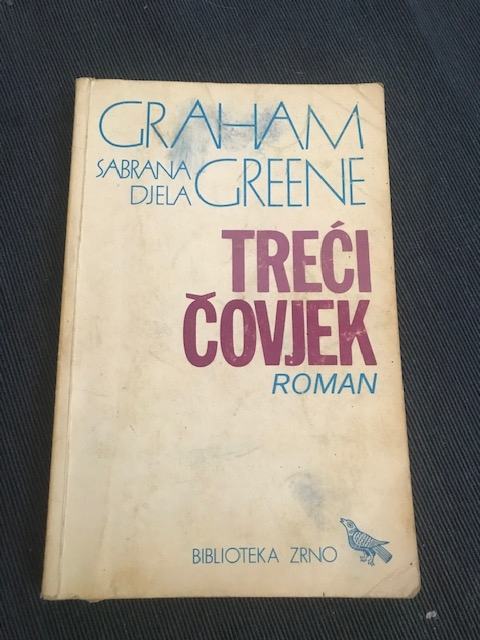 GRAHAM
SABRANA
DJELA GREENE
TREĆI
ČOVJEK
ROMAN
BIBLIOTEKA ZRNO